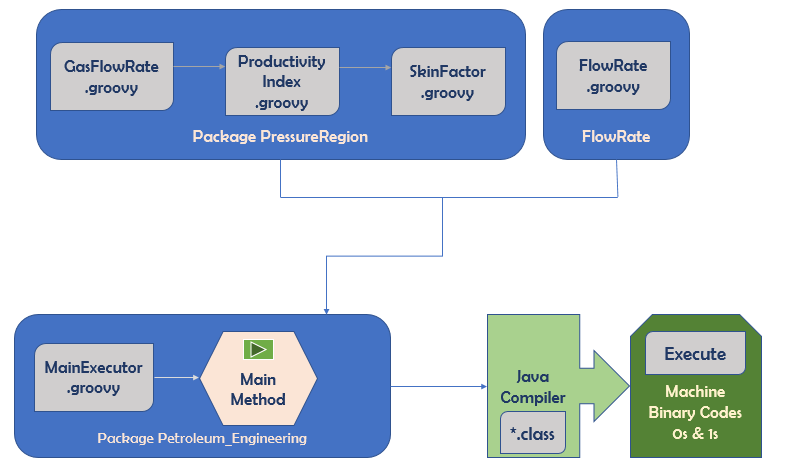 GasFlowRate
.groovy
Productivity
Index
.groovy
SkinFactor
.groovy
Package PressureRegion
FlowRate
.groovy
FlowRate
MainExecutor
.groovy
Main
Method
Package Petroleum_Engineering
Java
Compiler
*.class
Execute
Machine
Binary Codes
0s & 1s